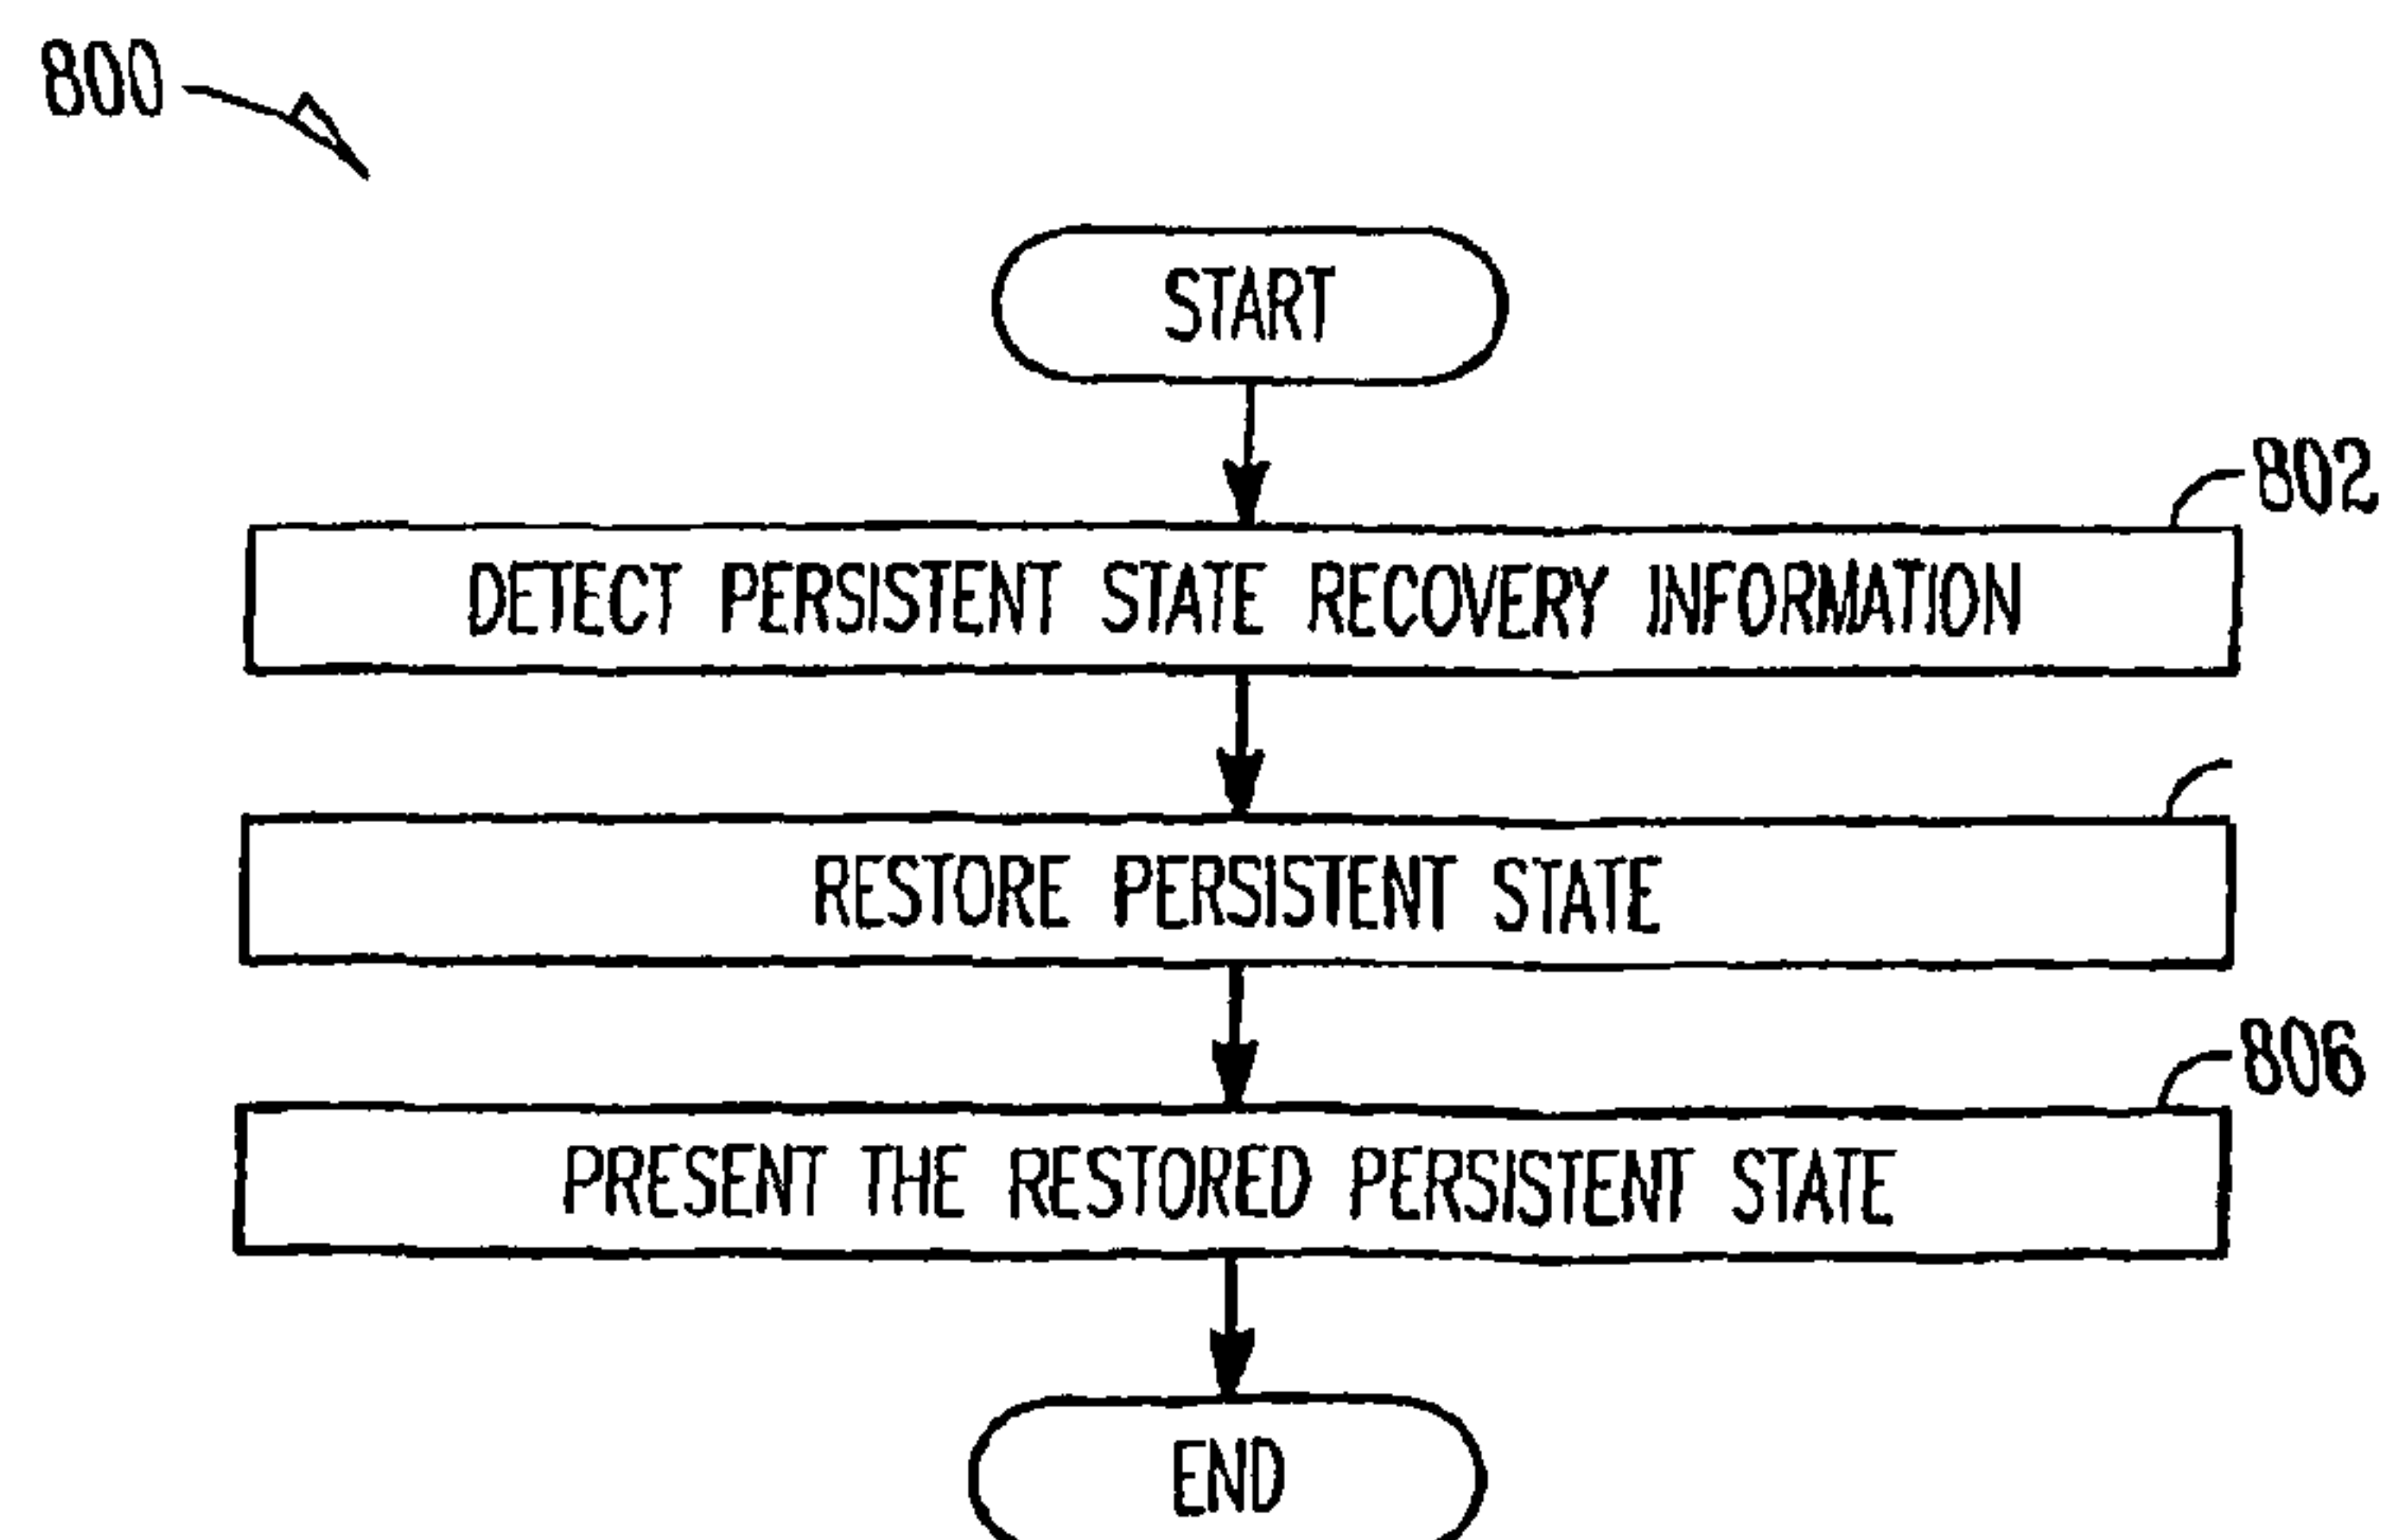 800
START
802
DETECT PERSISTENT STATE RECOVERY INFORMATION
RESTORE PERSISTENT STATE
806
PRESENT THE RESTORED PERSISTENT STATE
END